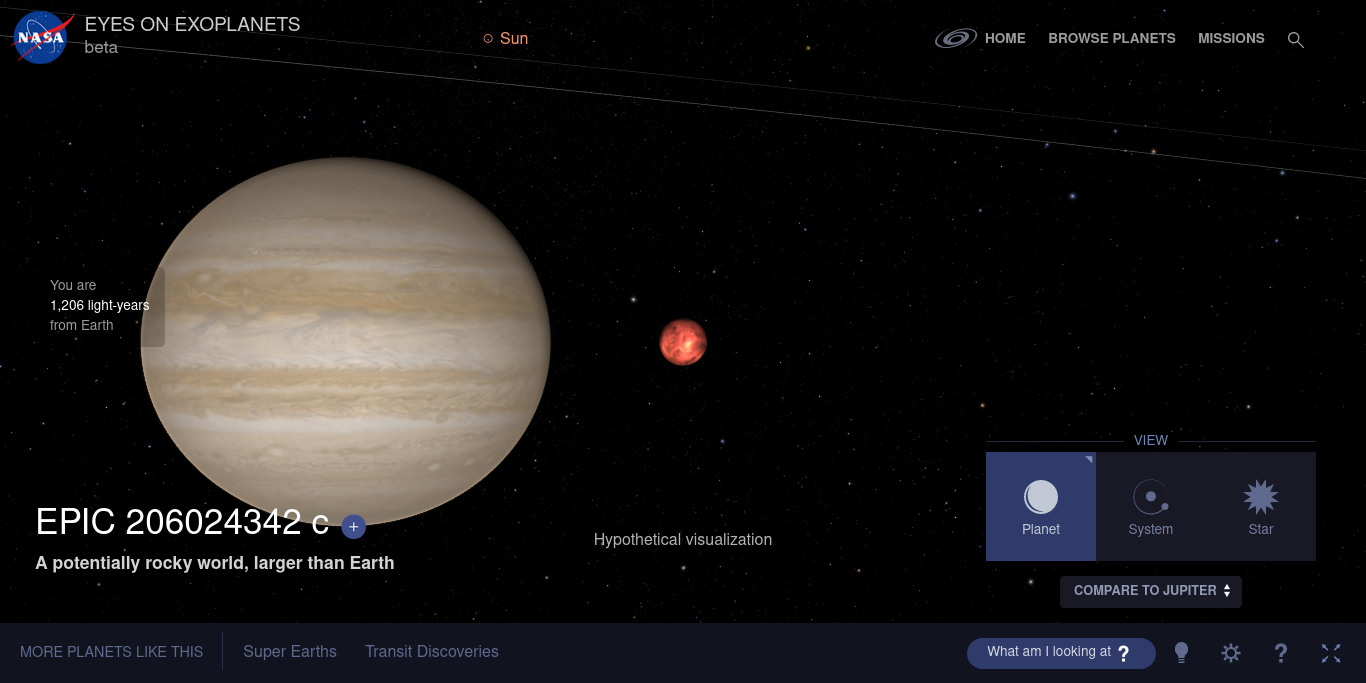 NASA
EYES ON EXOPLANETS
beta
Sun
HOME
BROWSE PLANETS
MISSIONS
You are
1,206 light-years
from Earth
EPIC 206024342 c +
A potentially rocky world, larger than Earth
Hypothetical visualization
VIEW
Planet
System
Star
COMPARE TO JUPITER
MORE PLANETS LIKE THIS
Super Earths
Transit Discoveries
What am I looking at ?
?